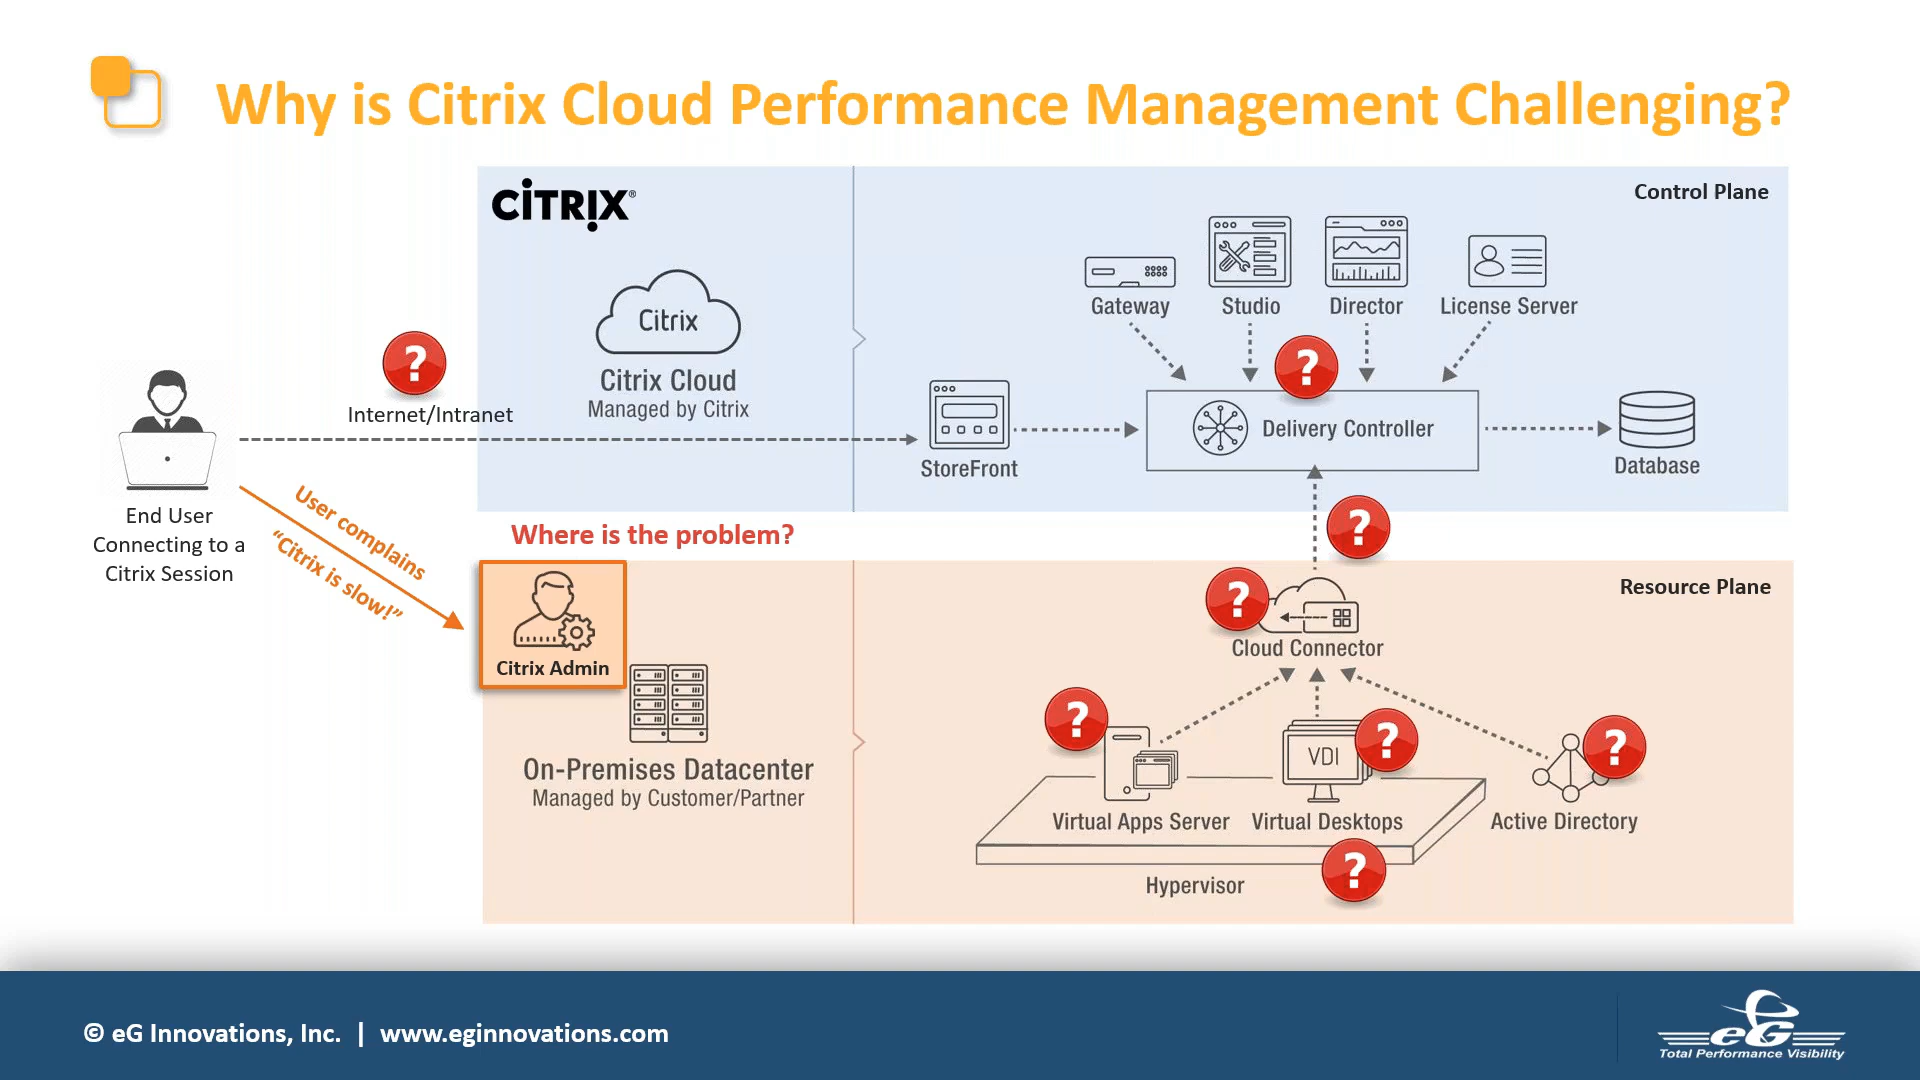 Why is Citrix Cloud Performance Management Challenging?
CİTRIX®
Control Plane
Citrix
Citrix Cloud
Managed by Citrix
Gateway
Studio
Director
License Server
?
?
Internet/Intranet
StoreFront
Delivery Controller
Database
End User
Connecting to a
Citrix Session
User complains
“Citrix is slow!”
Where is the problem?
?
Citrix Admin
Resource Plane
?
Cloud Connector
On-Premises Datacenter
Managed by Customer/Partner
?
VDI
?
?
Virtual Apps Server
Virtual Desktops
Active Directory
?
Hypervisor
© eG Innovations, Inc. | www.eginnovations.com
eG
Total Performance Visibility